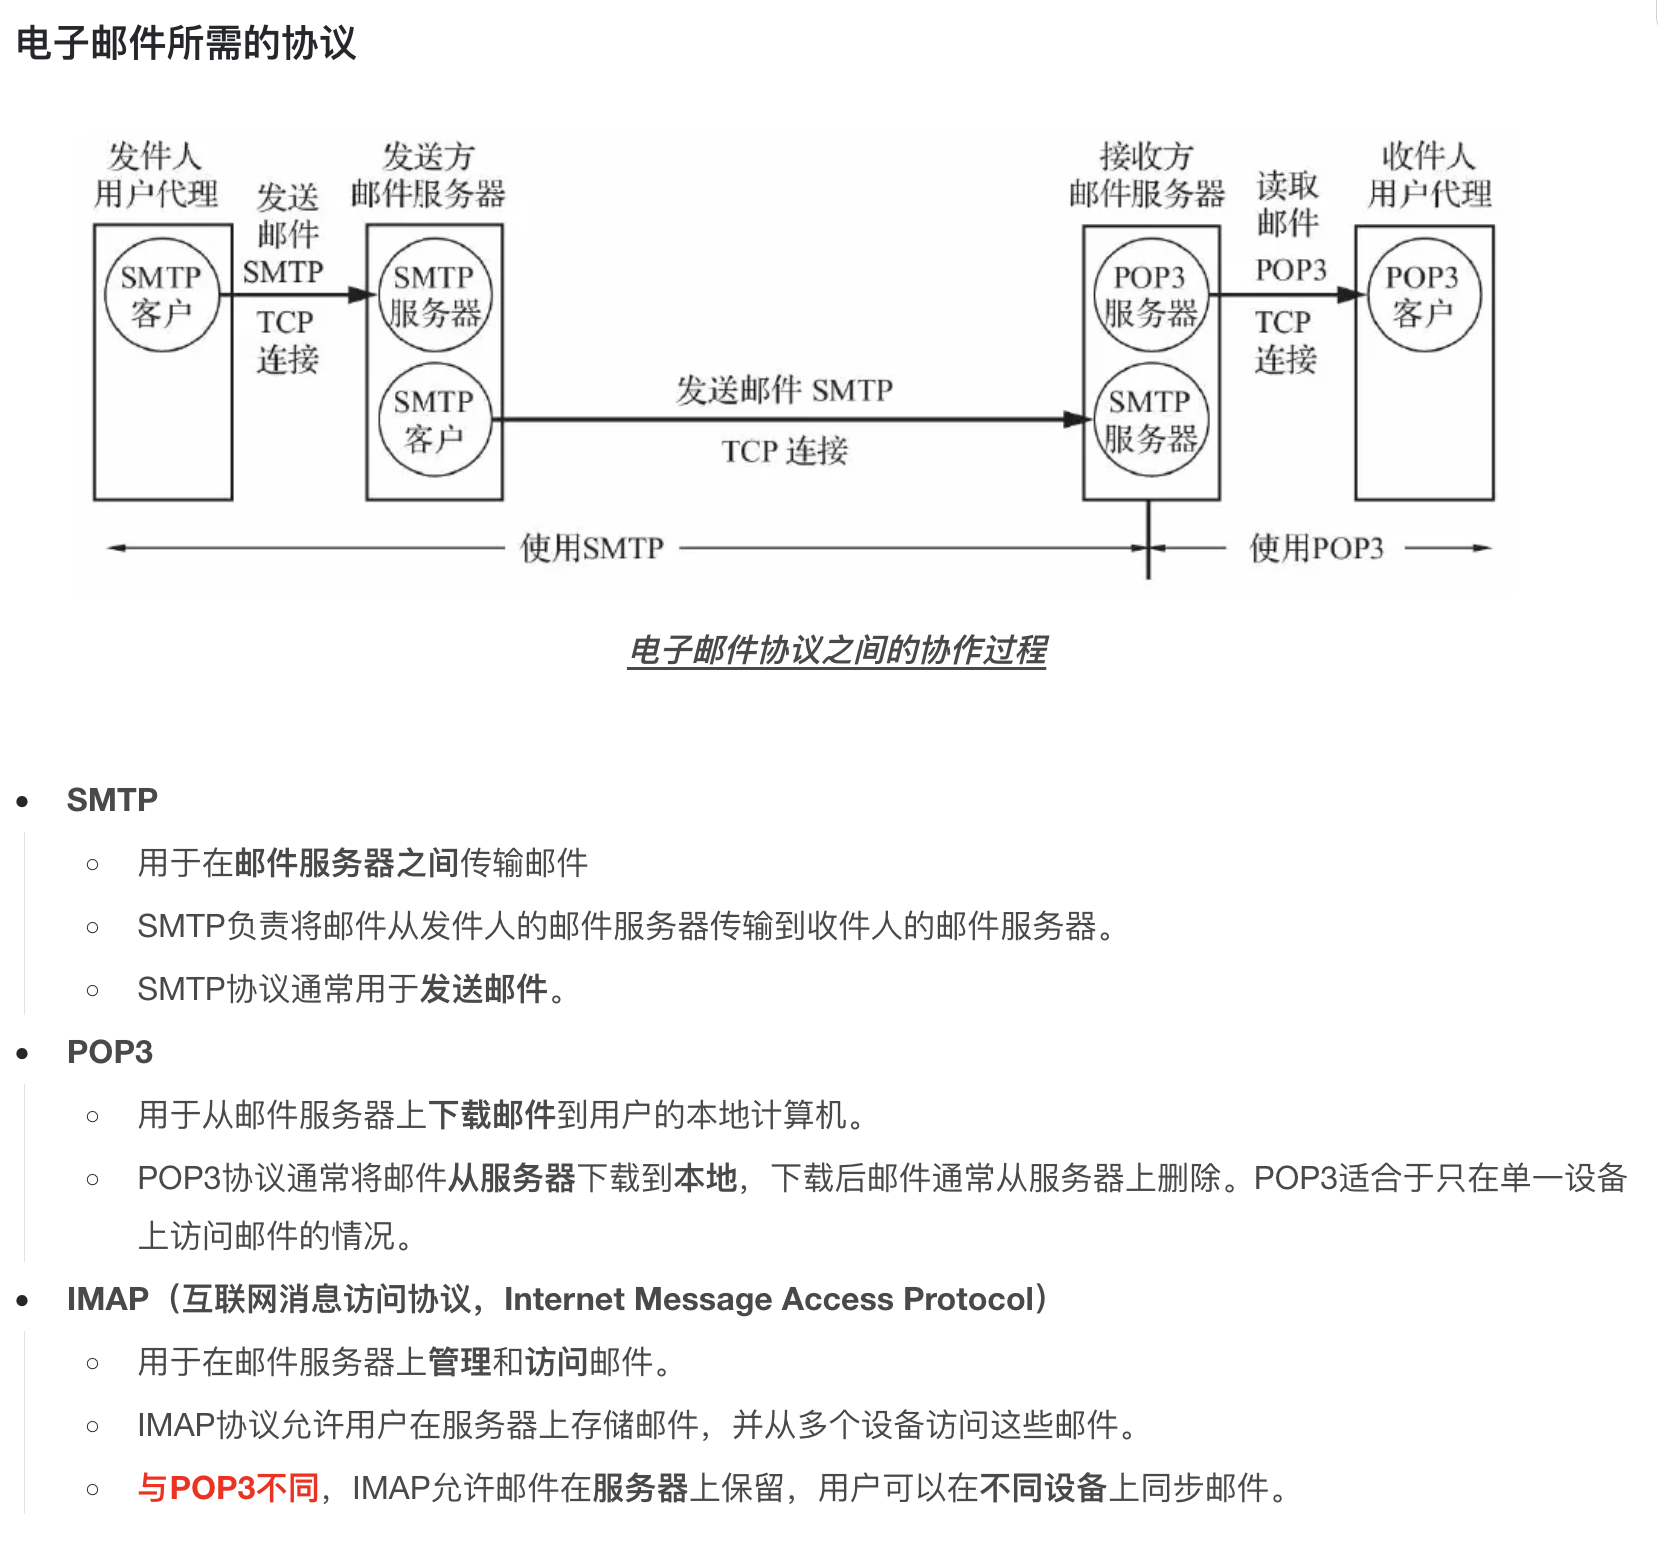 电子邮件所需的协议
发件人
用户代理
发送
邮件
SMTP
TCP
连接
发送方
邮件服务器
接收方
邮件服务器
读取
邮件
POP3
TCP
连接
收件人
用户代理
SMTP
客户
SMTP
服务器
SMTP
客户
发送邮件 SMTP
TCP 连接
POP3
服务器
SMTP
服务器
POP3
客户
使用SMTP
使用POP3
电子邮件协议之间的协作过程
SMTP
用于在邮件服务器之间传输邮件
SMTP负责将邮件从发件人的邮件服务器传输到收件人的邮件服务器。
SMTP协议通常用于发送邮件。
POP3
用于从邮件服务器上下载邮件到用户的本地计算机。
POP3协议通常将邮件从服务器下载到本地，下载后邮件通常从服务器上删除。POP3适合于只在单一设备
上访问邮件的情况。
IMAP（互联网消息访问协议，Internet Message Access Protocol）
用于在邮件服务器上管理和访问邮件。
IMAP协议允许用户在服务器上存储邮件，并从多个设备访问这些邮件。
与POP3不同，IMAP允许邮件在服务器上保留，用户可以在不同设备上同步邮件。